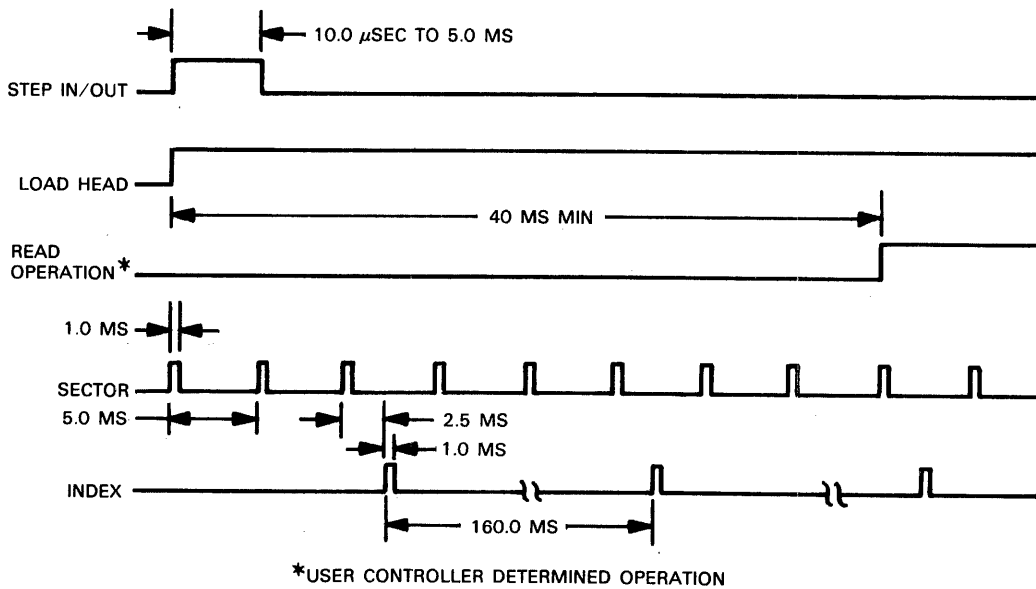 10.0 μSEC TO 5.0 MS
STEP IN/OUT
LOAD HEAD
40 MS MIN
READ
OPERATION*
1.0 MS
SECTOR
5.0 MS
2.5 MS
1.0 MS
INDEX
160.0 MS
*USER CONTROLLER DETERMINED OPERATION